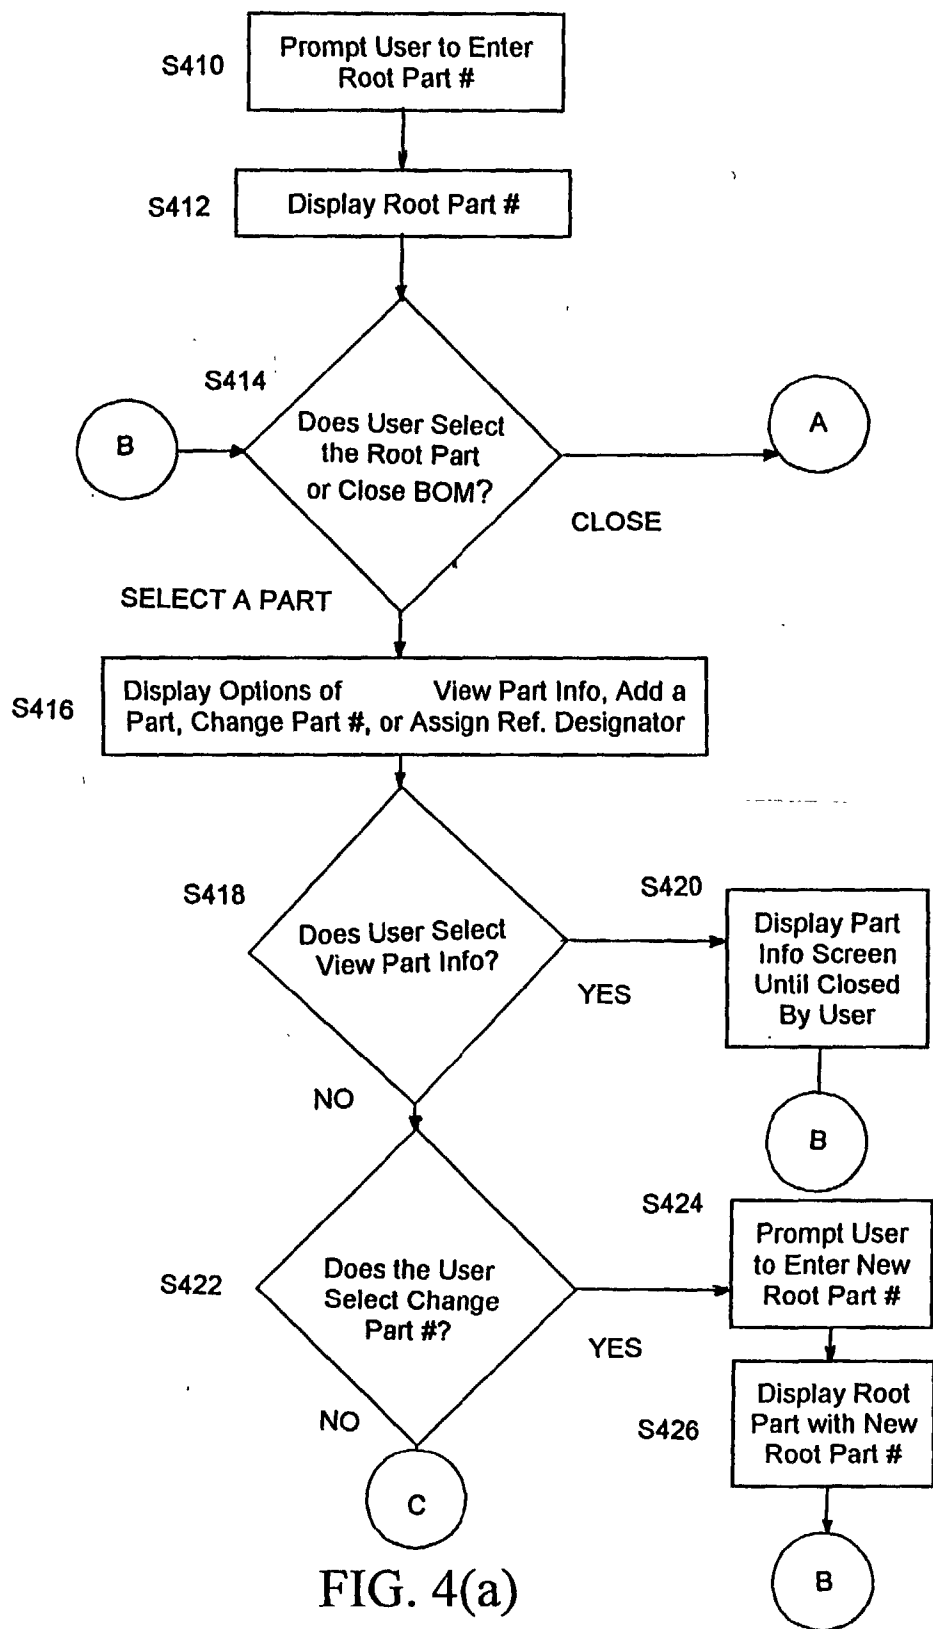 S410
Prompt User to Enter
Root Part #
S412
Display Root Part #
S414
B
Does User Select
the Root Part
or Close BOM?
A
CLOSE
SELECT A PART
S416
Display Options of View Part Info, Add a
Part, Change Part #, or Assign Ref. Designator
S418
Does User Select
View Part Info?
YES
S420
Display Part
Info Screen
Until Closed
By User
B
NO
S422
Does the User
Select Change
Part #?
YES
S424
Prompt User
to Enter New
Root Part #
S426
Display Root
Part with New
Root Part #
B
NO
C
FIG. 4(a)